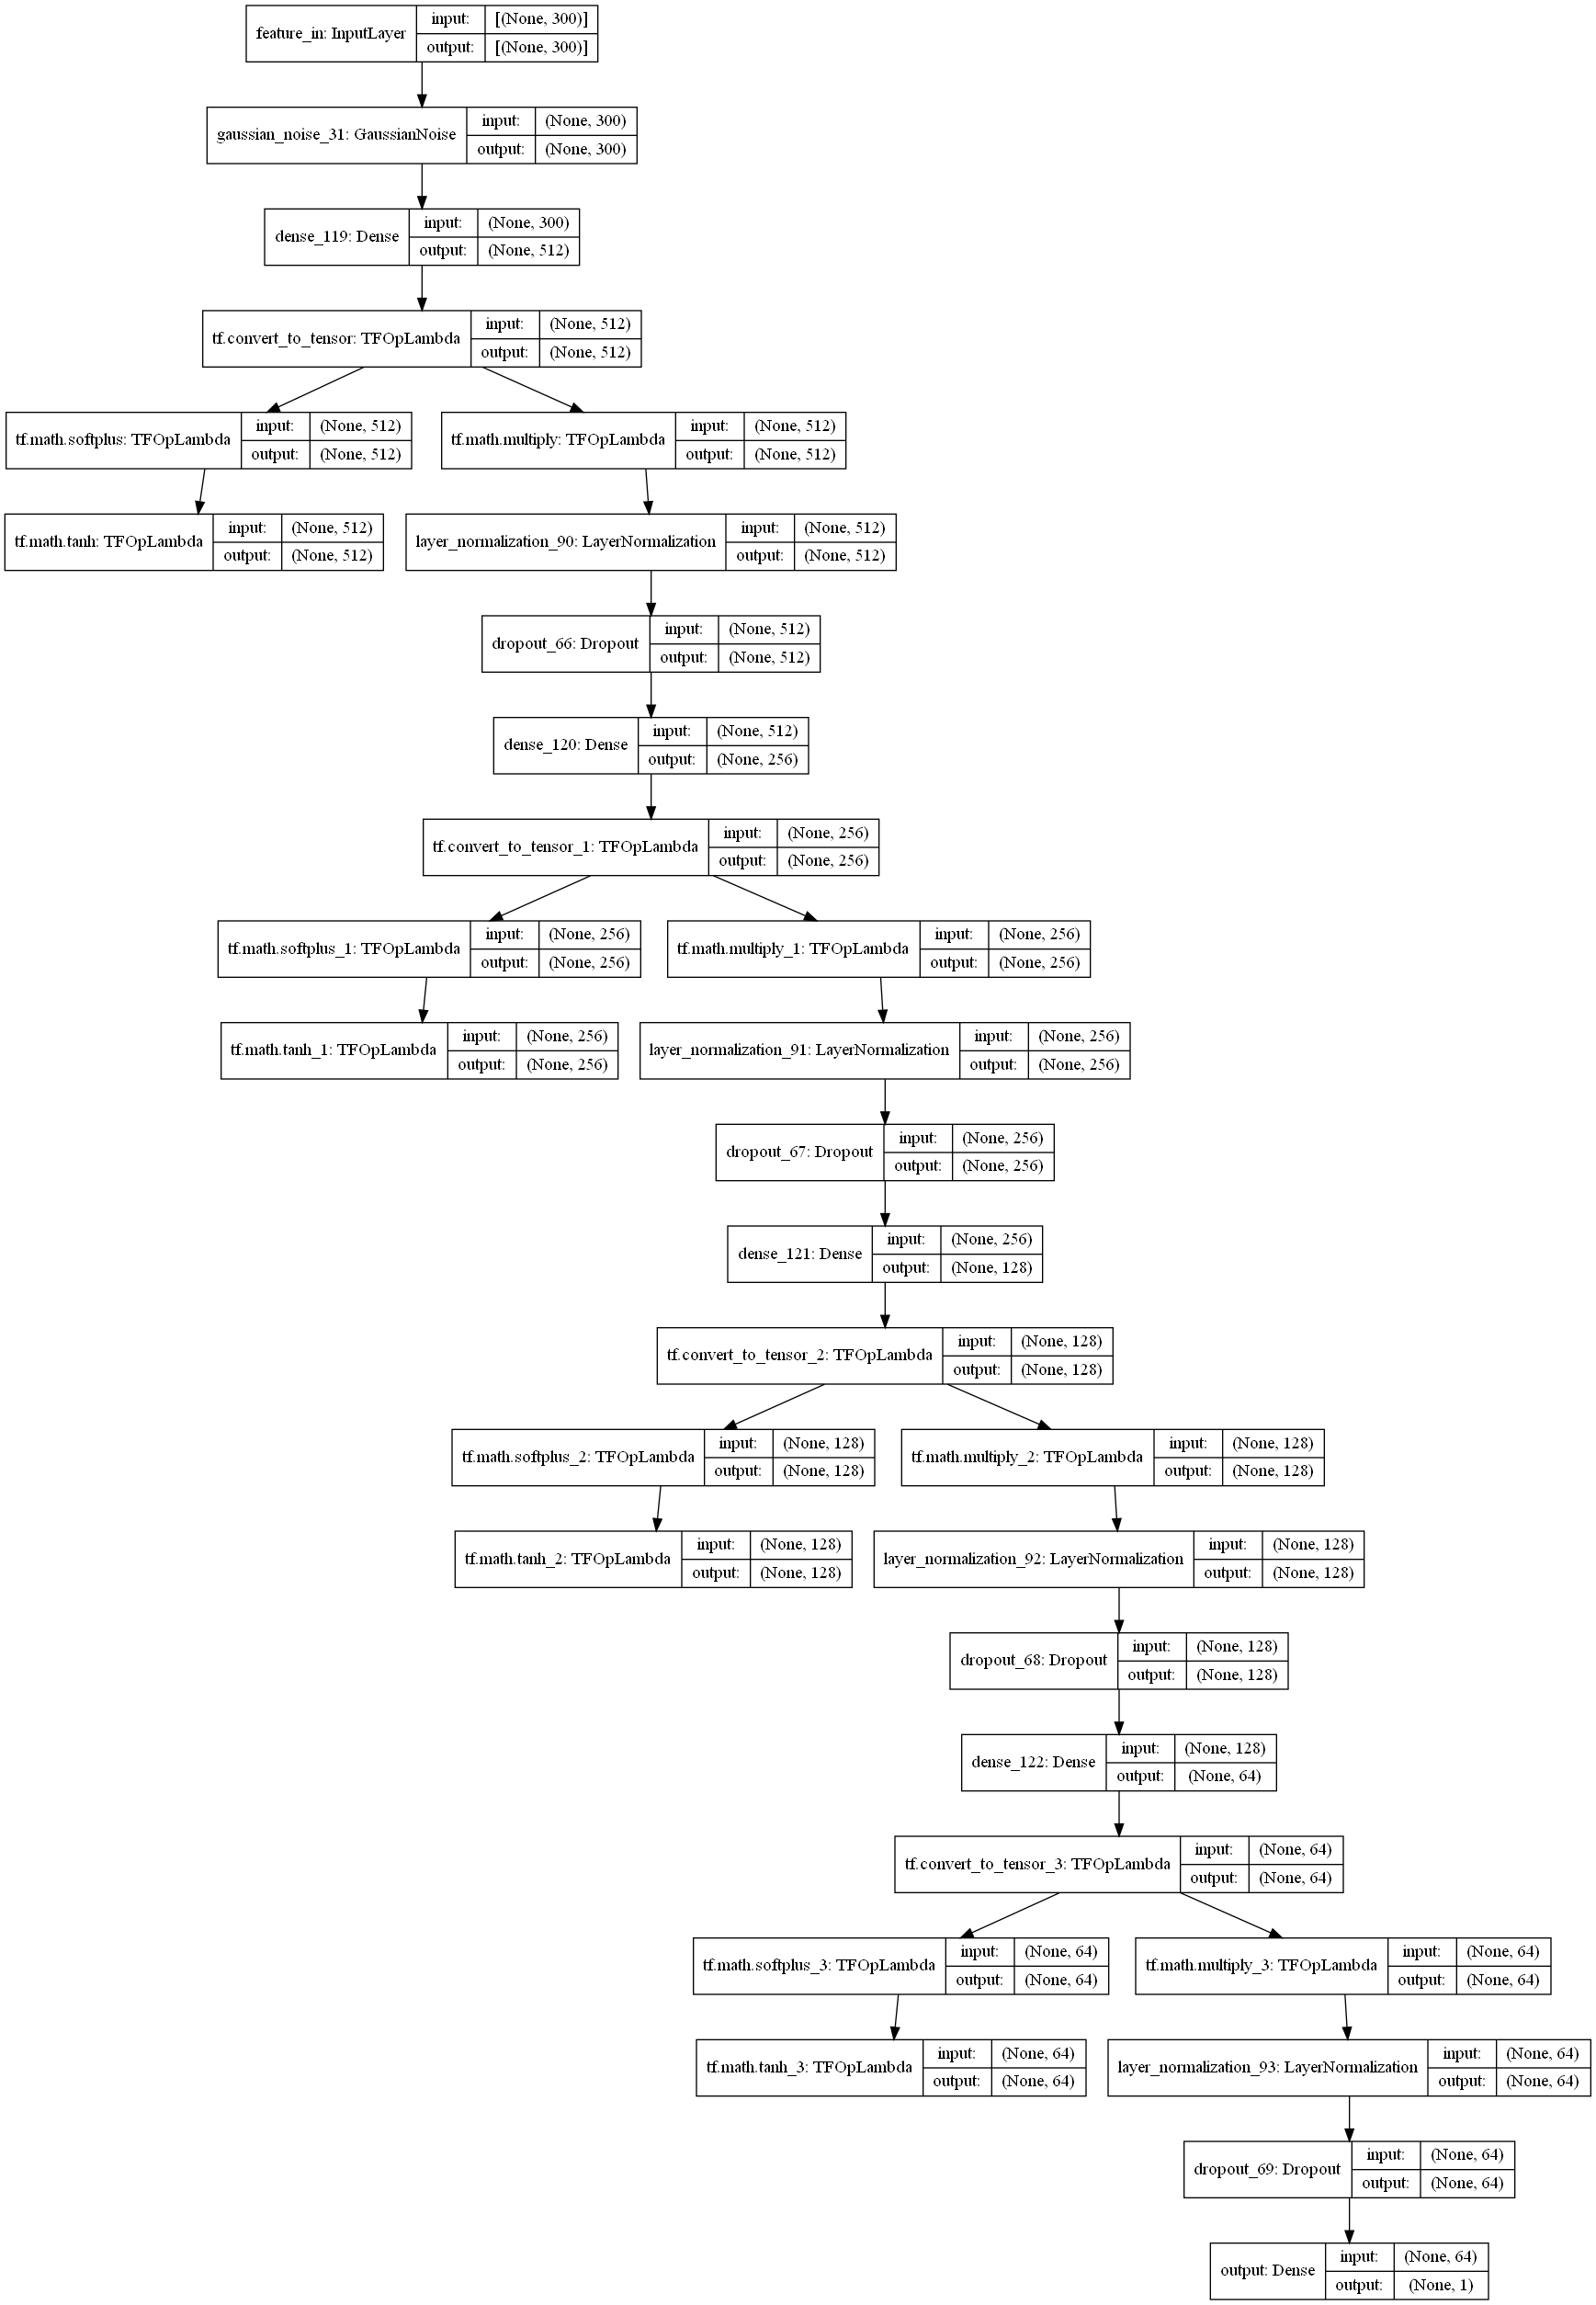 feature_in: InputLayer
input: [(None, 300)]
output: [(None, 300)]
gaussian_noise_31: GaussianNoise
input: (None, 300)
output: (None, 300)
dense_119: Dense
input: (None, 300)
output: (None, 512)
tf.convert_to_tensor: TFOpLambda
input: (None, 512)
output: (None, 512)
tf.math.softplus: TFOpLambda
input: (None, 512)
output: (None, 512)
tf.math.multiply: TFOpLambda
input: (None, 512)
output: (None, 512)
tf.math.tanh: TFOpLambda
input: (None, 512)
output: (None, 512)
layer_normalization_90: LayerNormalization
input: (None, 512)
output: (None, 512)
dropout_66: Dropout
input: (None, 512)
output: (None, 512)
dense_120: Dense
input: (None, 512)
output: (None, 256)
tf.convert_to_tensor_1: TFOpLambda
input: (None, 256)
output: (None, 256)
tf.math.softplus_1: TFOpLambda
input: (None, 256)
output: (None, 256)
tf.math.multiply_1: TFOpLambda
input: (None, 256)
output: (None, 256)
tf.math.tanh_1: TFOpLambda
input: (None, 256)
output: (None, 256)
layer_normalization_91: LayerNormalization
input: (None, 256)
output: (None, 256)
dropout_67: Dropout
input: (None, 256)
output: (None, 256)
dense_121: Dense
input: (None, 256)
output: (None, 128)
tf.convert_to_tensor_2: TFOpLambda
input: (None, 128)
output: (None, 128)
tf.math.softplus_2: TFOpLambda
input: (None, 128)
output: (None, 128)
tf.math.multiply_2: TFOpLambda
input: (None, 128)
output: (None, 128)
tf.math.tanh_2: TFOpLambda
input: (None, 128)
output: (None, 128)
layer_normalization_92: LayerNormalization
input: (None, 128)
output: (None, 128)
dropout_68: Dropout
input: (None, 128)
output: (None, 128)
dense_122: Dense
input: (None, 128)
output: (None, 64)
tf.convert_to_tensor_3: TFOpLambda
input: (None, 64)
output: (None, 64)
tf.math.softplus_3: TFOpLambda
input: (None, 64)
output: (None, 64)
tf.math.multiply_3: TFOpLambda
input: (None, 64)
output: (None, 64)
tf.math.tanh_3: TFOpLambda
input: (None, 64)
output: (None, 64)
layer_normalization_93: LayerNormalization
input: (None, 64)
output: (None, 64)
dropout_69: Dropout
input: (None, 64)
output: (None, 64)
output: Dense
input: (None, 64)
output: (None, 1)